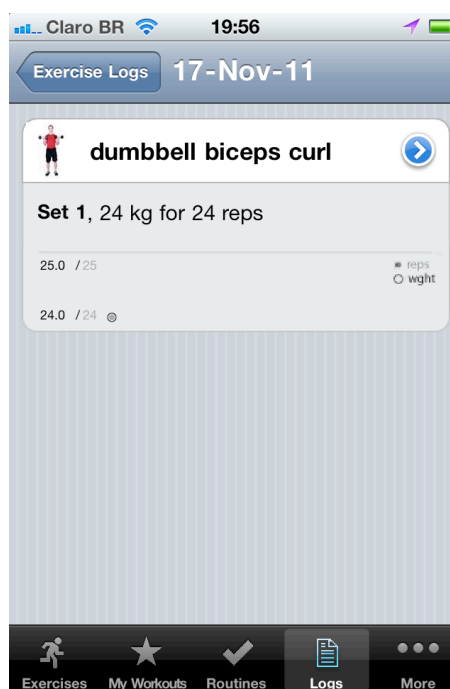 Claro BR 19:56
Exercise Logs 17-Nov-11
dumbbell biceps curl
Set 1, 24 kg for 24 reps
25.0 / 25 reps
wght
24.0 / 24
Exercises My Workouts Routines Logs More